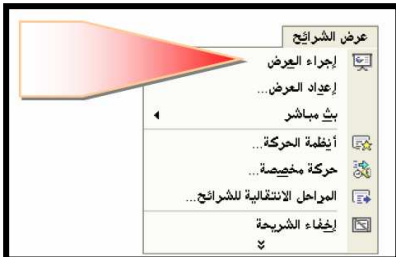 عرض الشرائح
إجراء العرض
إعداد العرض...
بث مباشر
أنظمة الحركة...
حركة مخصصة...
المراحل الانتقالية للشرائح...
إخفاء الشريحة